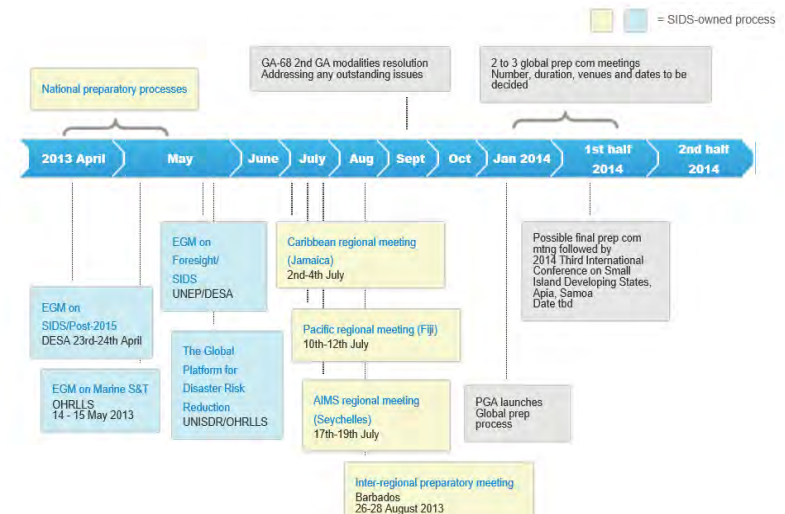 = SIDS-owned process
GA-68 2nd GA modalities resolution
Addressing any outstanding issues
2 to 3 global prep com meetings
Number, duration, venues and dates to be
decided
National preparatory processes
2013 April
May
June
July
Aug
Sept
Oct
Jan 2014
1st half
2014
2nd half
2014
EGM on
Foresight/
SIDS
UNEP/DESA
Caribbean regional meeting
(Jamaica)
2nd-4th July
Possible final prep com
mtng followed by
2014 Third International
Conference on Small
Island Developing States,
Apia, Samoa
Date tbd
EGM on
SIDS/Post-2015
DESA 23rd-24th April
Pacific regional meeting (Fiji)
10th-12th July
The Global
Platform for
Disaster Risk
Reduction
UNISDR/OHRLLS
EGM on Marine S&T
OHRLLS
14 - 15 May 2013
AIMS regional meeting
(Seychelles)
17th-19th July
PGA launches
Global prep
process
Inter-regional preparatory meeting
Barbados
26-28 August 2013